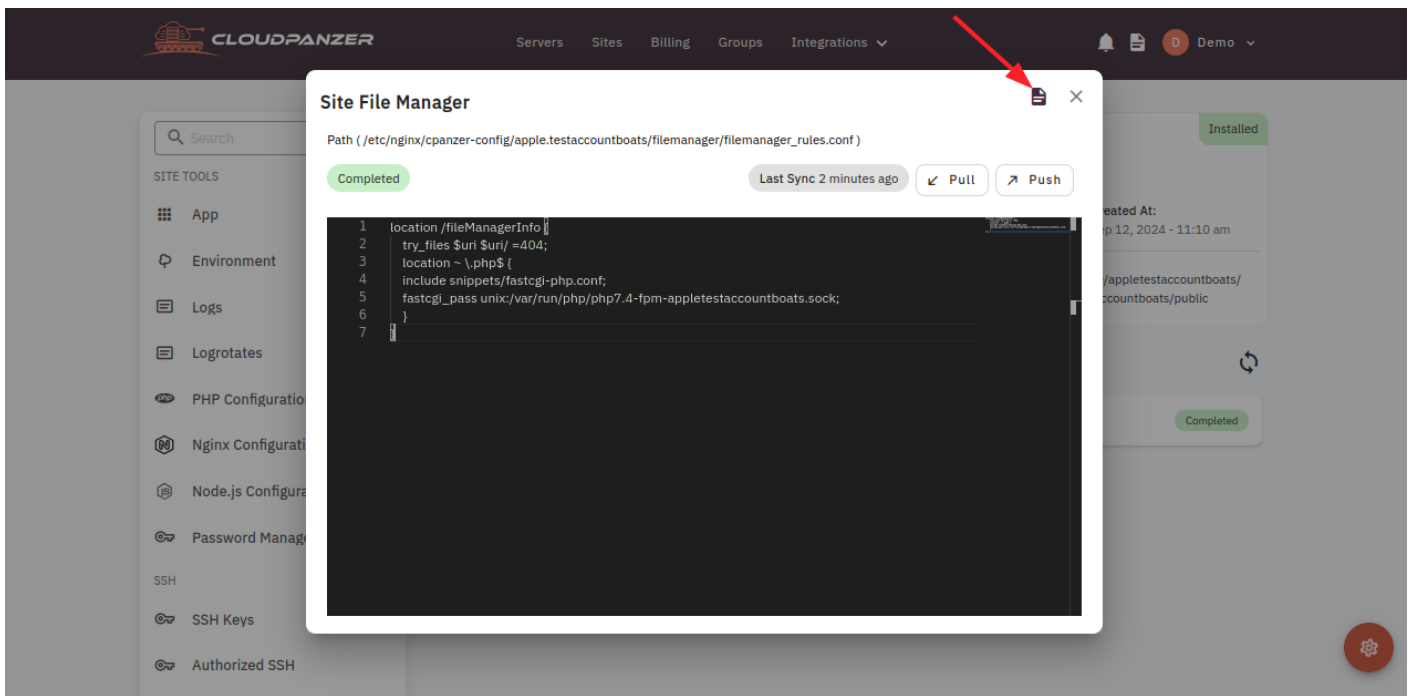 CLOUDPANZER
Servers Sites Billing Groups Integrations
D Demo
Site File Manager
Path ( /etc/nginx/cpanzer-config/apple.testaccountboats/filemanager/filemanager_rules.conf )
Completed
Last Sync 2 minutes ago
Pull
Push
1 location /fileManagerInfo {
2 try_files $uri $uri/ =404;
3 location ~ \.php$ {
4 include snippets/fastcgi-php.conf;
5 fastcgi_pass unix:/var/run/php/php7.4-fpm-appletestaccountboats.sock;
6 }
7 }
Search
SITE TOOLS
App
Environment
Logs
Logrotates
php PHP Configuratio
Nginx Configurati
Node.js Configura
Password Manage
SSH
SSH Keys
Authorized SSH
Installed
eated At:
p 12, 2024 - 11:10 am
/appletestaccountboats/
ccountboats/public
Completed